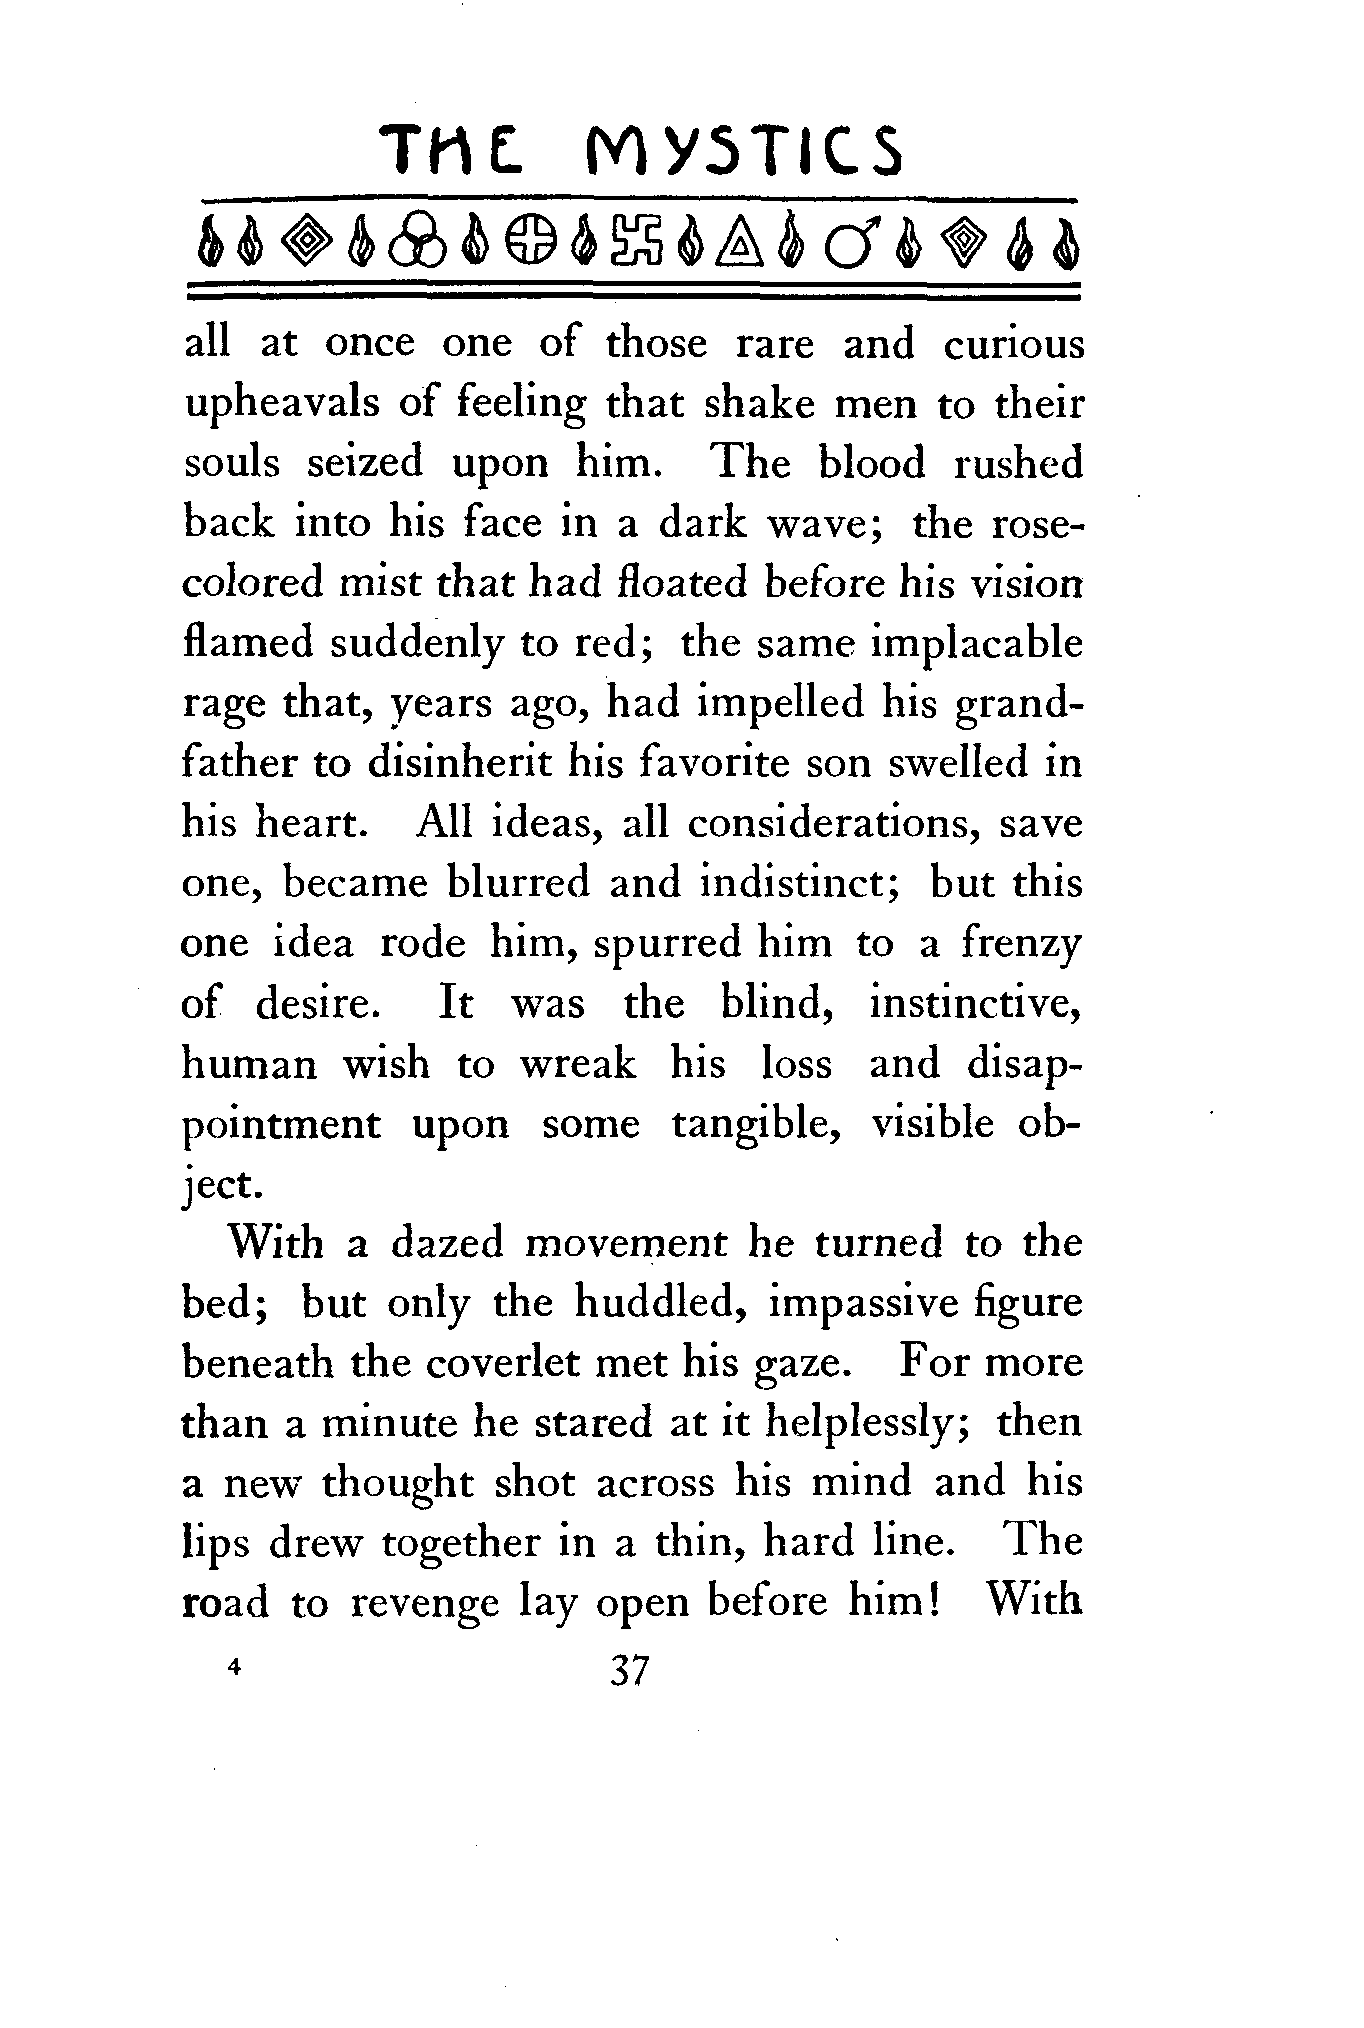 THE MYSTICS
all at once one of those rare and curious
upheavals of feeling that shake men to their
souls seized upon him. The blood rushed
back into his face in a dark wave; the rose-
colored mist that had floated before his vision
flamed suddenly to red; the same implacable
rage that, years ago, had impelled his grand-
father to disinherit his favorite son swelled in
his heart. All ideas, all considerations, save
one, became blurred and indistinct; but this
one idea rode him, spurred him to a frenzy
of desire. It was the blind, instinctive,
human wish to wreak his loss and disap-
pointment upon some tangible, visible ob-
ject.
With a dazed movement he turned to the
bed; but only the huddled, impassive figure
beneath the coverlet met his gaze. For more
than a minute he stared at it helplessly; then
a new thought shot across his mind and his
lips drew together in a thin, hard line. The
road to revenge lay open before him! With
4 37